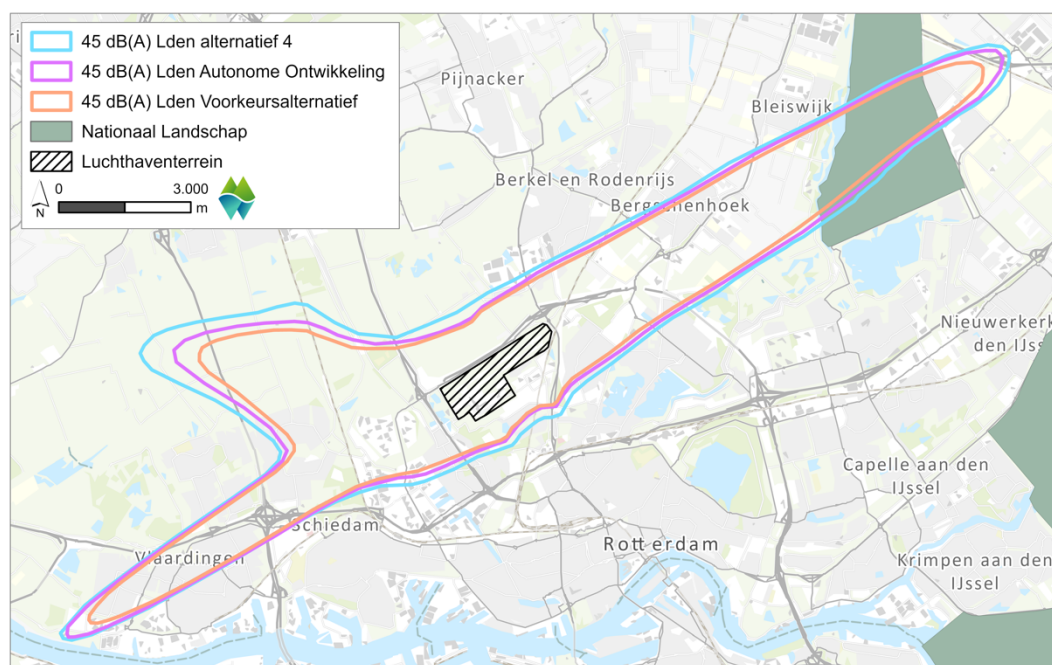 45 dB(A) Lden alternatief 4
45 dB(A) Lden Autonome Ontwikkeling
45 dB(A) Lden Voorkeursalternatief
Nationaal Landschap
Luchthaventerrein
N
0
3.000
m
Pijnacker
Bleiswijk
Berkel en Rodenrijs
Bergschenhoek
Nieuwerkerk
den IJssel
Capelle aan den
IJssel
Schiedam
Rotterdam
Vlaardingen
Krimpen aan den
IJssel